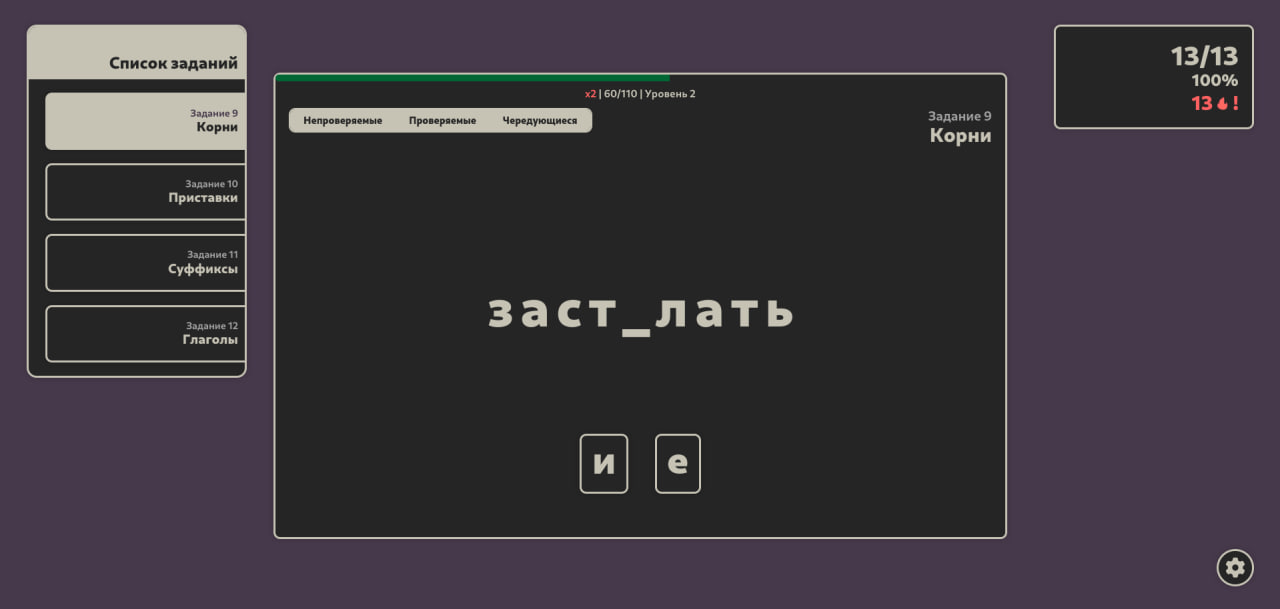 Список заданий
Задание 9
Корни
Задание 10
Приставки
Задание 11
Суффиксы
Задание 12
Глаголы
x2 | 60/110 | Уровень 2
Непроверяемые Проверяемые Чередующиеся
Задание 9
Корни
заст_лать
и е
13/13
100%
13 !